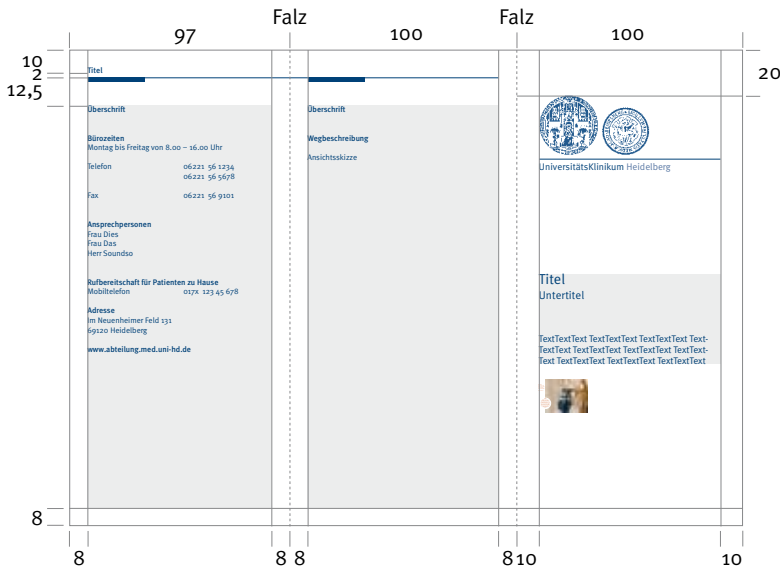 Falz
Falz
97
100
100
10
2
12,5
20
Titel
Überschrift
Bürozeiten
Montag bis Freitag von 8.00 – 16.00 Uhr
Telefon 06221 56 1234
06221 56 5678
Fax 06221 56 9101
Ansprechpersonen
Frau Dies
Frau Das
Herr Soundso
Rufbereitschaft für Patienten zu Hause
Mobiltelefon 017x 123 45 678
Adresse
Im Neuenheimer Feld 131
69120 Heidelberg
www.abteilung.med.uni-hd.de
Überschrift
Wegbeschreibung
Ansichtsskizze
UniversitätsKlinikum Heidelberg
Titel
Untertitel
TextTextText TextTextText TextTextText Text-
TextText TextTextText TextTextText TextText-
Text TextTextText TextTextText TextTextText
8
8
8 8
8 10
10